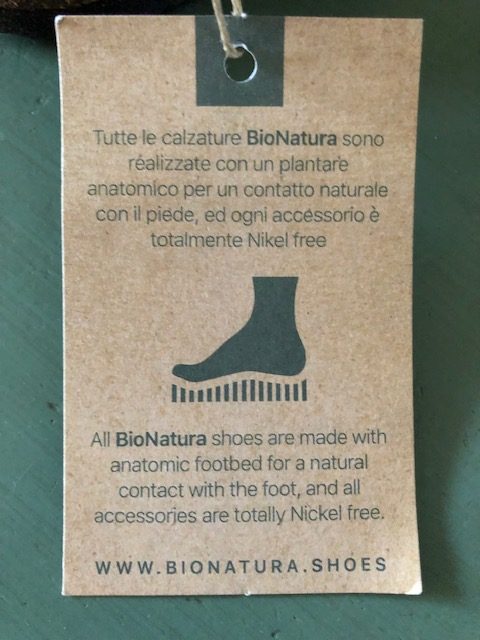 Tutte le calzature BioNatura sono
realizzate con un plantare
anatomico per un contatto naturale
con il piede, ed ogni accessorio è
totalmente Nikel free
All BioNatura shoes are made with
anatomic footbed for a natural
contact with the foot, and all
accessories are totally Nickel free.
WWW.BIONATURA.SHOES